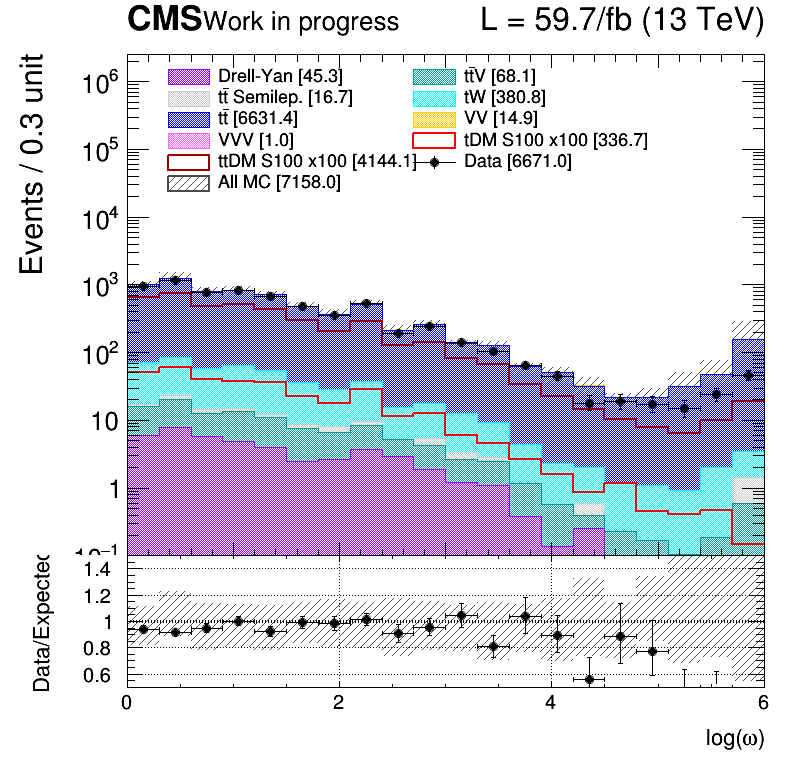 CMS Work in progress L = 59.7/fb (13 TeV)
Events / 0.3 unit
10⁶
10⁵
10⁴
10³
10²
10
1
10⁻¹
Drell-Yan [45.3] tt̄V [68.1]
tt̄ Semilep. [16.7] tW [380.8]
tt̄ [6631.4] VV [14.9]
VVV [1.0] tDM S100 x100 [336.7]
ttDM S100 x100 [4144.1] Data [6671.0]
All MC [7158.0]
Data/Expected
1.4
1.2
1
0.8
0.6
0 2 4 6
log(ω)